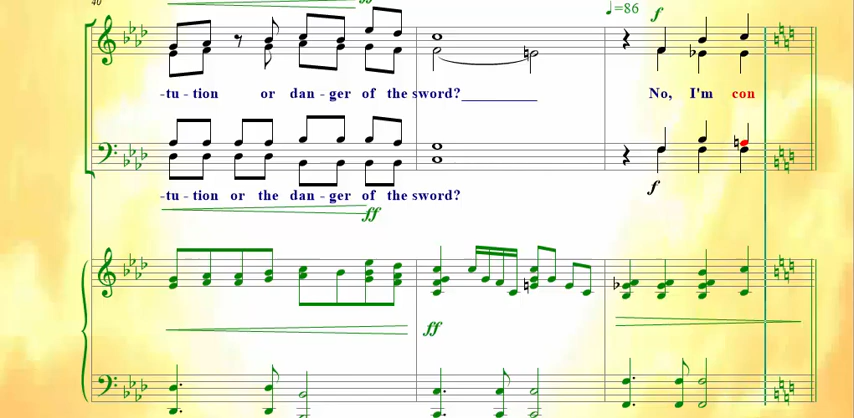 40
♩=86
f
ff
-tu - tion or dan - ger of the sword?__________ No, I'm con
f
-tu - tion or the dan - ger of the sword?
ff
ff